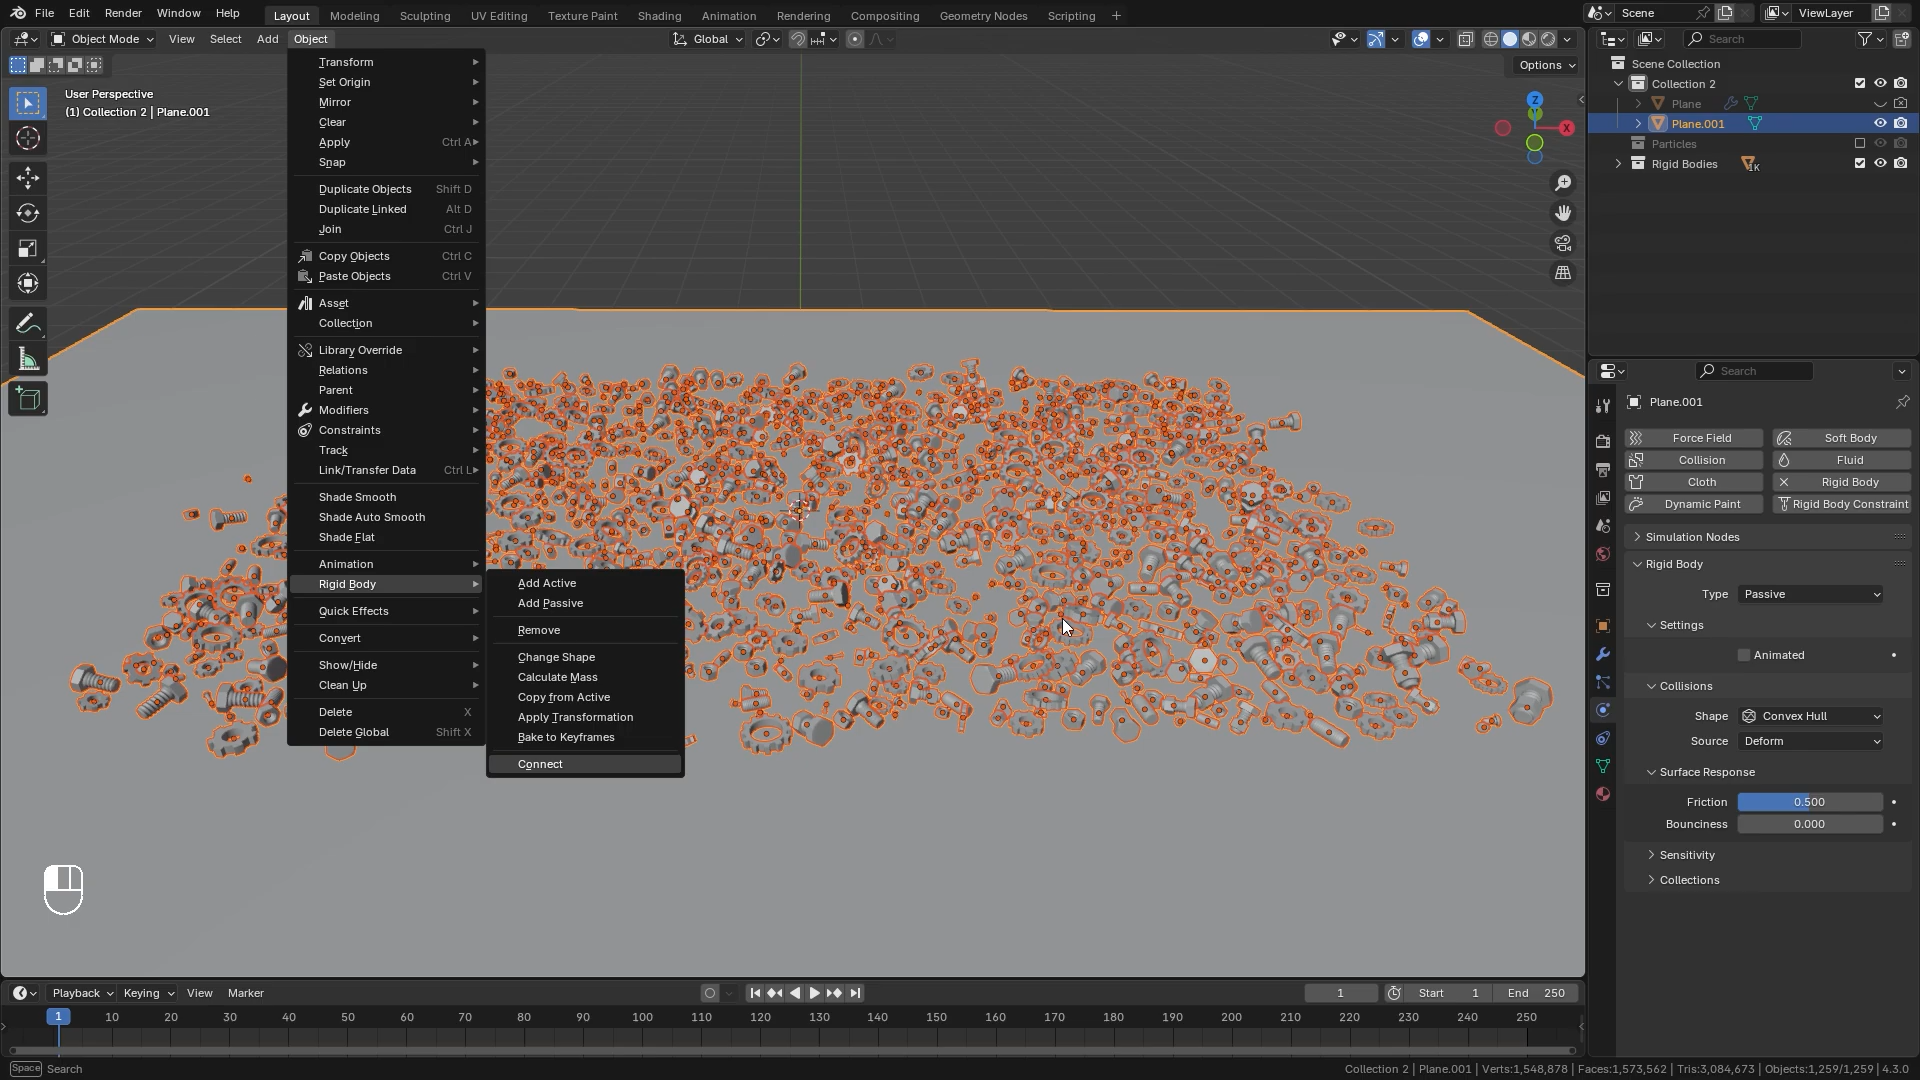 File Edit Render Window Help Layout Modeling Sculpting UV Editing Texture Paint Shading Animation Rendering Compositing Geometry Nodes Scripting + Scene ViewLayer
Object Mode View Select Add Object Global Search
Options
User Perspective
(1) Collection 2 | Plane.001
Transform
Set Origin
Mirror
Clear
Apply Ctrl A
Snap
Duplicate Objects Shift D
Duplicate Linked Alt D
Join Ctrl J
Copy Objects Ctrl C
Paste Objects Ctrl V
Asset
Collection
Library Override
Relations
Parent
Modifiers
Constraints
Track
Link/Transfer Data Ctrl L
Shade Smooth
Shade Auto Smooth
Shade Flat
Animation
Rigid Body
Quick Effects
Convert
Show/Hide
Clean Up
Delete X
Delete Global Shift X
Add Active
Add Passive
Remove
Change Shape
Calculate Mass
Copy from Active
Apply Transformation
Bake to Keyframes
Connect
Z
X
Scene Collection
Collection 2
Plane
Plane.001
Particles
Rigid Bodies 1K
Search
Plane.001
Force Field Soft Body
Collision Fluid
Cloth Rigid Body
Dynamic Paint Rigid Body Constraint
Simulation Nodes
Rigid Body
Type Passive
Settings
Animated
Collisions
Shape Convex Hull
Source Deform
Surface Response
Friction 0.500
Bounciness 0.000
Sensitivity
Collections
Playback Keying View Marker 1 Start 1 End 250
1 10 20 30 40 50 60 70 80 90 100 110 120 130 140 150 160 170 180 190 200 210 220 230 240 250
Space Search Collection 2 | Plane.001 | Verts:1,548,878 | Faces:1,573,562 | Tris:3,084,673 | Objects:1,259/1,259 | 4.3.0